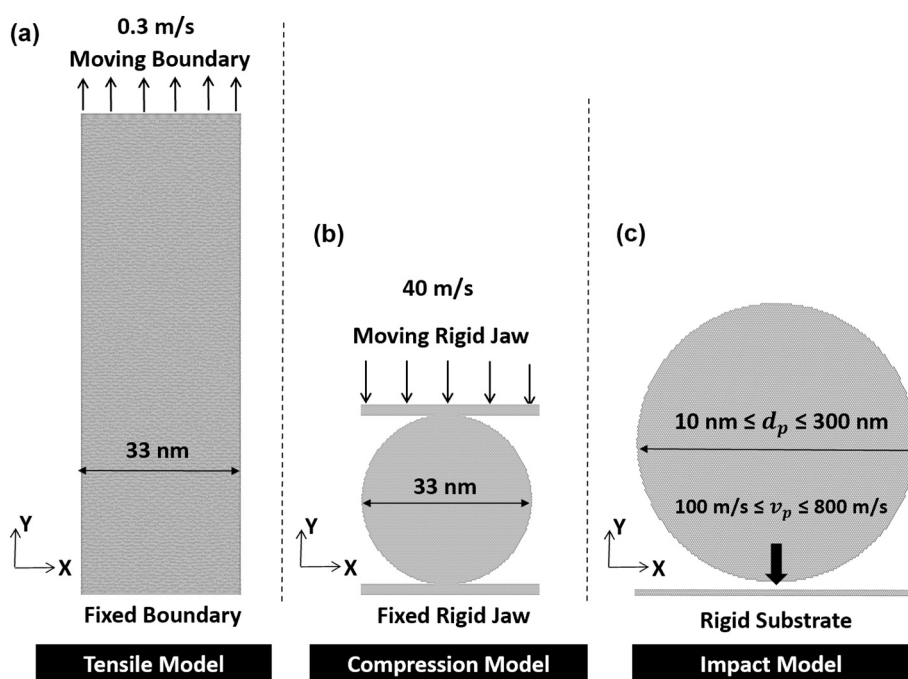 (a)
0.3 m/s
Moving Boundary
33 nm
Y
X
Fixed Boundary
Tensile Model
(b)
40 m/s
Moving Rigid Jaw
33 nm
Y
X
Fixed Rigid Jaw
Compression Model
(c)
10 nm ≤ d_p ≤ 300 nm
100 m/s ≤ v_p ≤ 800 m/s
Y
X
Rigid Substrate
Impact Model